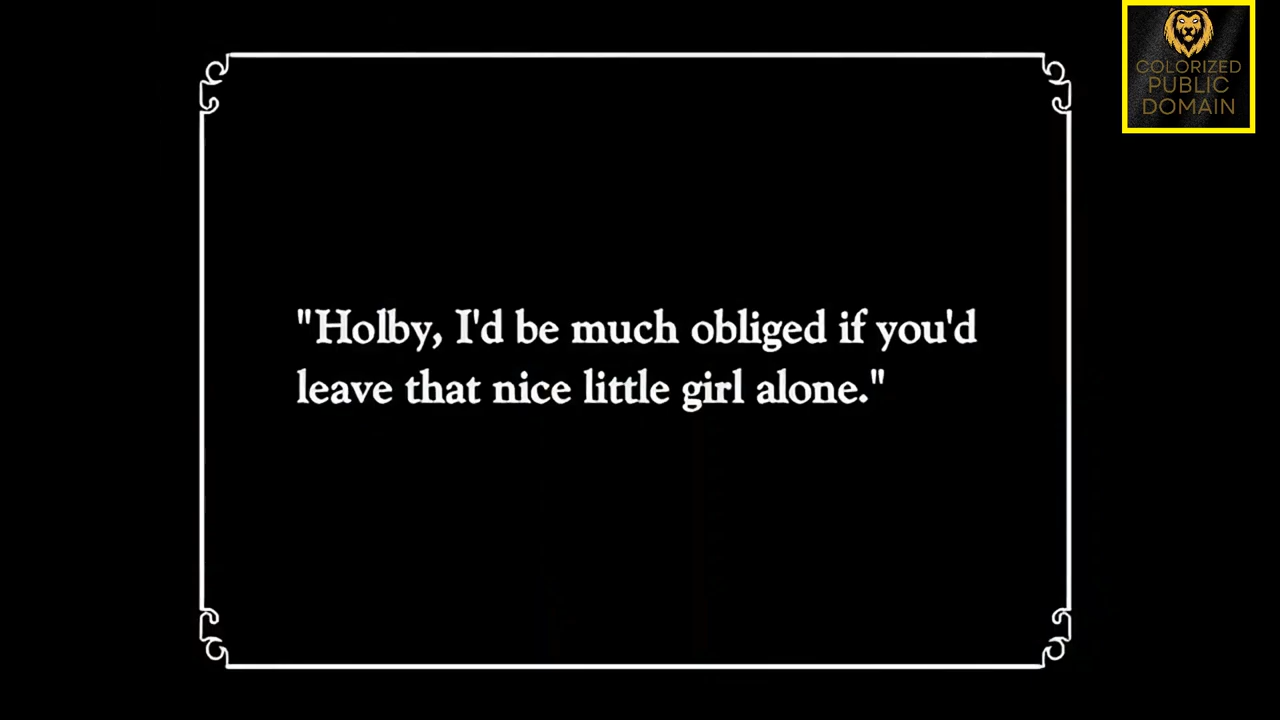 COLORIZED
PUBLIC
DOMAIN
"Holby, I'd be much obliged if you'd
leave that nice little girl alone."